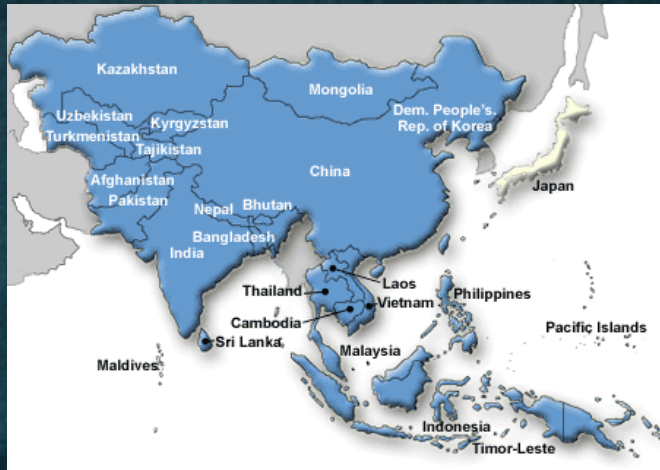 Kazakhstan
Mongolia
Dem. People's.
Rep. of Korea
Uzbekistan
Kyrgyzstan
Turkmenistan
Tajikistan
China
Japan
Afghanistan
Pakistan
Nepal
Bhutan
Bangladesh
India
Laos
Thailand
Vietnam
Philippines
Cambodia
Sri Lanka
Pacific Islands
Malaysia
Maldives
Indonesia
Timor-Leste